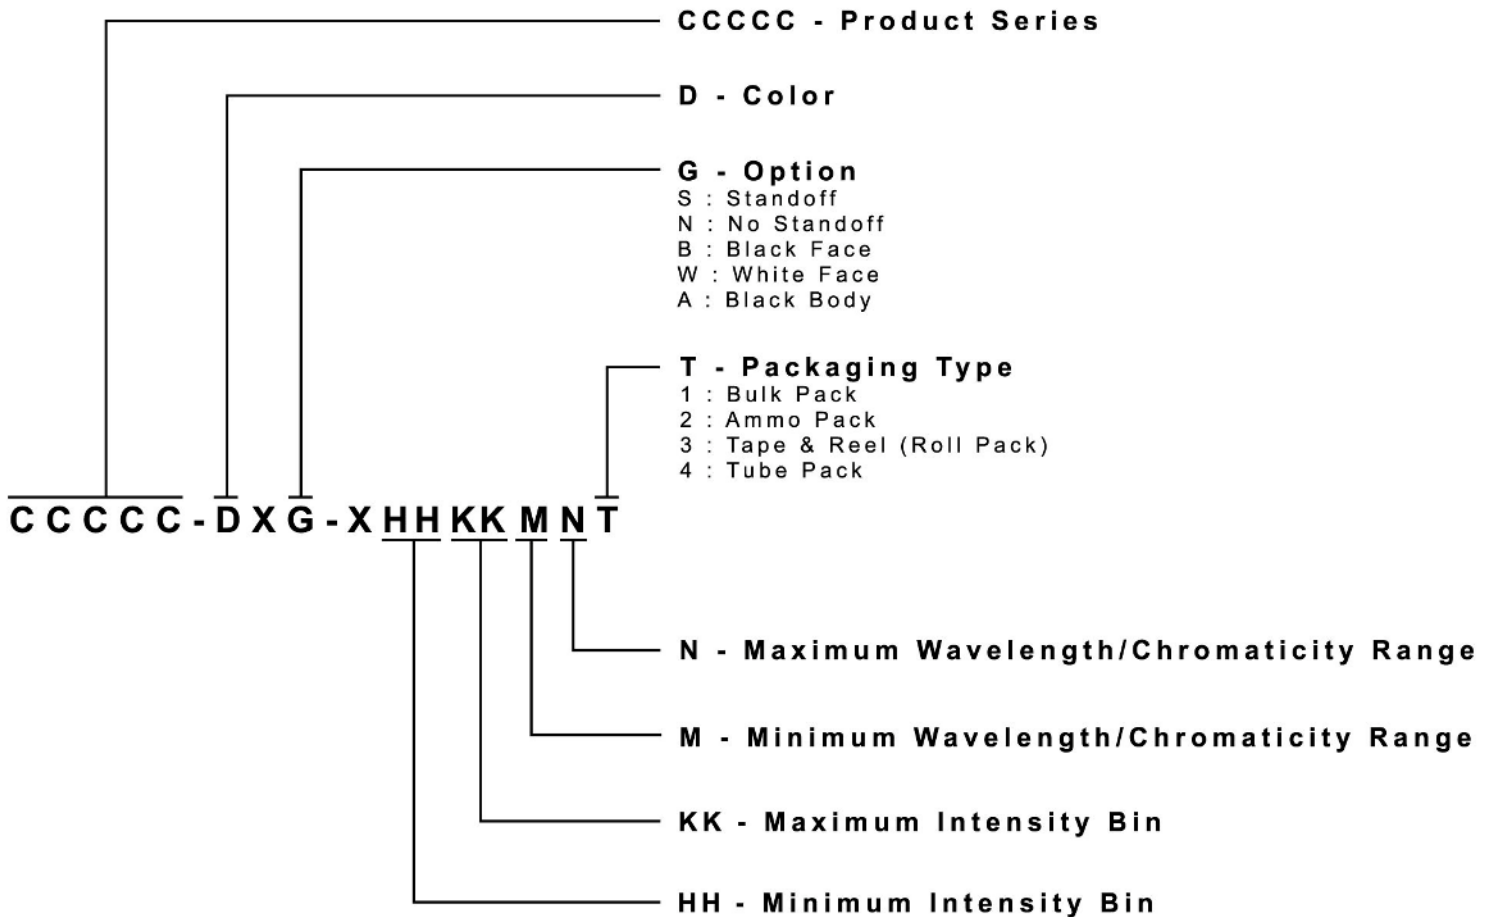 CCCCC - Product Series
D - Color
G - Option
S : Standoff
N : No Standoff
B : Black Face
W : White Face
A : Black Body
T - Packaging Type
1 : Bulk Pack
2 : Ammo Pack
3 : Tape & Reel (Roll Pack)
4 : Tube Pack
CCCCC-DXG-XHHKKMNT
N - Maximum Wavelength/Chromaticity Range
M - Minimum Wavelength/Chromaticity Range
KK - Maximum Intensity Bin
HH - Minimum Intensity Bin